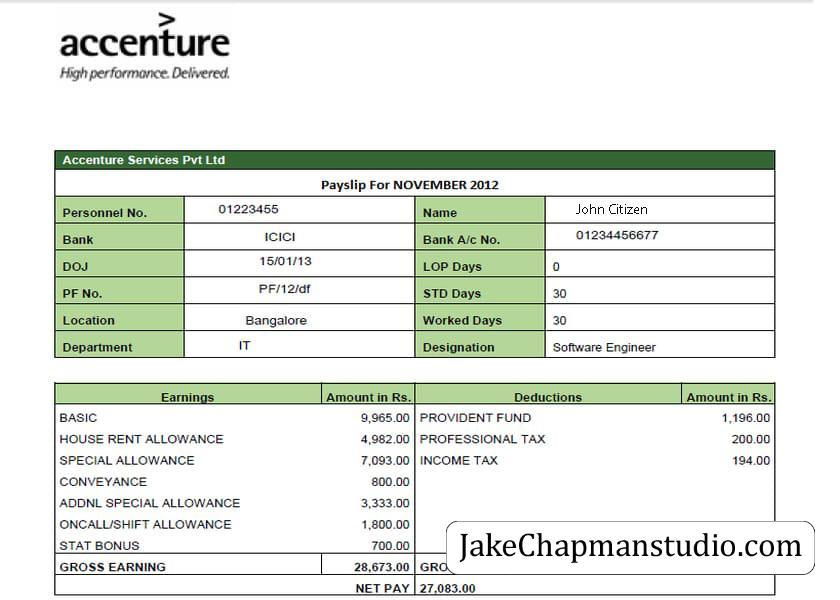 accenture
High performance. Delivered.
Accenture Services Pvt Ltd
Payslip For NOVEMBER 2012
Personnel No. 01223455 Name John Citizen
Bank ICICI Bank A/c No. 01234456677
DOJ 15/01/13 LOP Days 0
PF No. PF/12/df STD Days 30
Location Bangalore Worked Days 30
Department IT Designation Software Engineer
Earnings Amount in Rs. Deductions Amount in Rs.
BASIC 9,965.00 PROVIDENT FUND 1,196.00
HOUSE RENT ALLOWANCE 4,982.00 PROFESSIONAL TAX 200.00
SPECIAL ALLOWANCE 7,093.00 INCOME TAX 194.00
CONVEYANCE 800.00
ADDNL SPECIAL ALLOWANCE 3,333.00
ONCALL/SHIFT ALLOWANCE 1,800.00
STAT BONUS 700.00
GROSS EARNING 28,673.00 GRO
JakeChapmanstudio.com
NET PAY 27,083.00